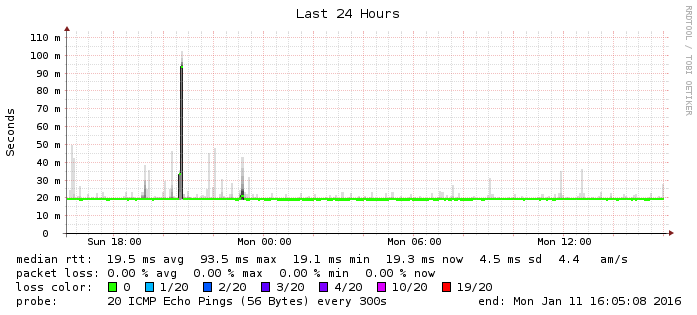 Last 24 Hours
RRDTOOL / TOBI OETIKER
Seconds
110 m
100 m
90 m
80 m
70 m
60 m
50 m
40 m
30 m
20 m
10 m
0
Sun 18:00 Mon 00:00 Mon 06:00 Mon 12:00
median rtt: 19.5 ms avg 93.5 ms max 19.1 ms min 19.3 ms now 4.5 ms sd 4.4 am/s
packet loss: 0.00 % avg 0.00 % max 0.00 % min 0.00 % now
loss color: 0 1/20 2/20 3/20 4/20 10/20 19/20
probe: 20 ICMP Echo Pings (56 Bytes) every 300s end: Mon Jan 11 16:05:08 2016